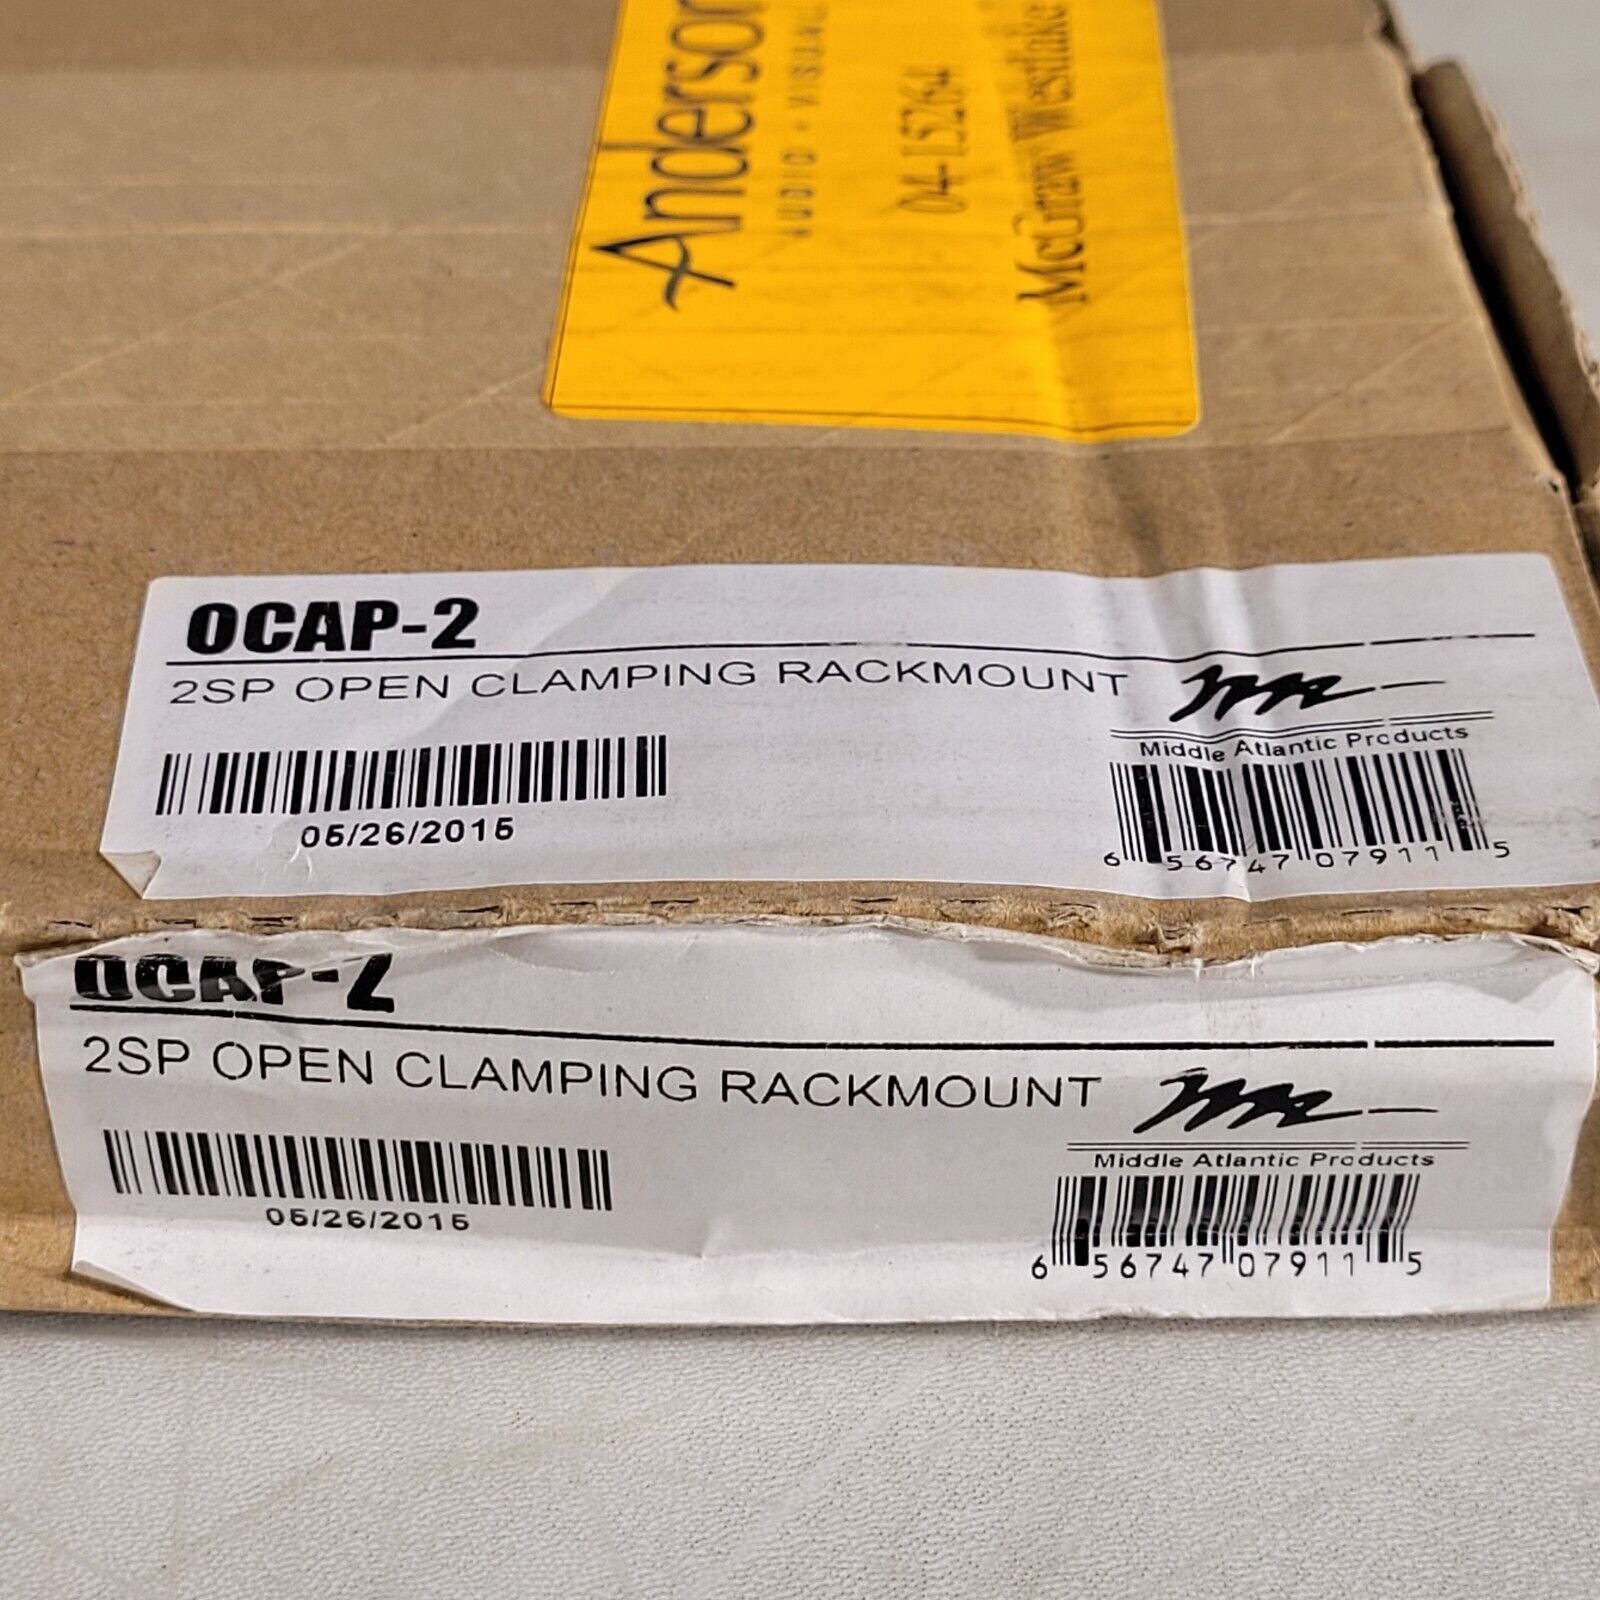 Anderson
AUDIO • VISUAL
04-15264
McGraw Westlake
OCAP-2
2SP OPEN CLAMPING RACKMOUNT
Middle Atlantic Products
05/26/2015
6 56747 07911 5
OCAP-2
2SP OPEN CLAMPING RACKMOUNT
Middle Atlantic Products
05/26/2015
6 56747 07911 5